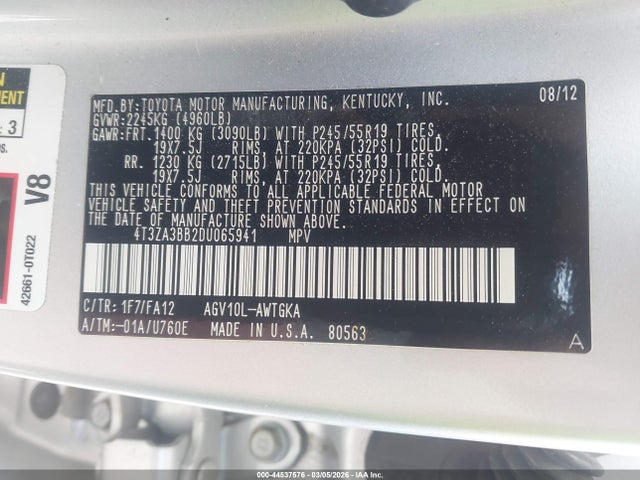 MFD.BY:TOYOTA MOTOR MANUFACTURING, KENTUCKY, INC. 08/12
GVWR:2245KG (4960LB)
GAWR:FRT.1400 KG (3090LB) WITH P245/55R19 TIRES,
19X7.5J RIMS, AT 220KPA (32PSI) COLD.
RR. 1230 KG (2715LB) WITH P245/55R19 TIRES,
19X7.5J RIMS, AT 220KPA (32PSI) COLD.
THIS VEHICLE CONFORMS TO ALL APPLICABLE FEDERAL MOTOR
VEHICLE SAFETY AND THEFT PREVENTION STANDARDS IN EFFECT ON
THE DATE OF MANUFACTURE SHOWN ABOVE.
4T3ZA3BB2DU065941 MPV
C/TR: 1F7/FA12 AGV10L-AWTGKA
A/TM:-01A/U760E MADE IN U.S.A. 80563
A
3
V8
42661-0T022
000-44537576 - 03/05/2026 - IAA Inc.